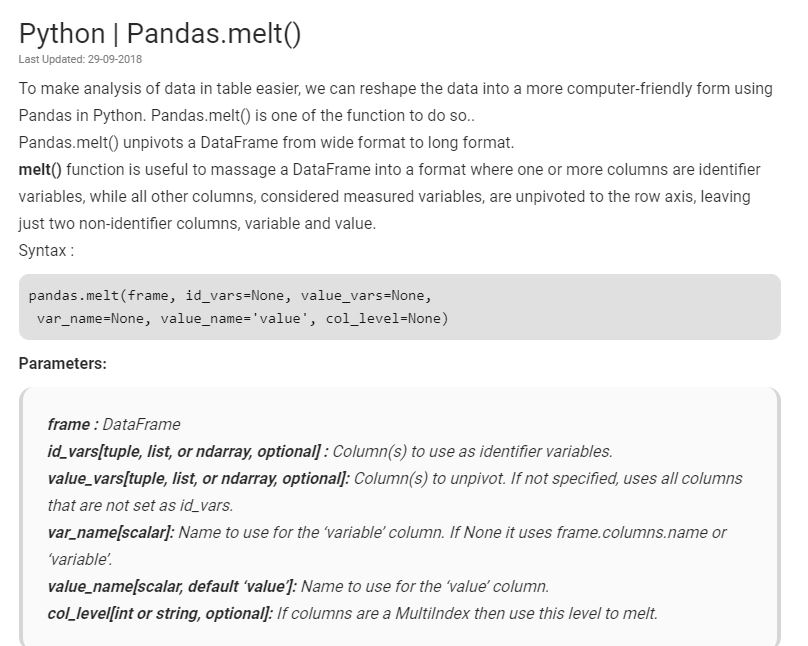 Python | Pandas.melt()
Last Updated: 29-09-2018
To make analysis of data in table easier, we can reshape the data into a more computer-friendly form using
Pandas in Python. Pandas.melt() is one of the function to do so..
Pandas.melt() unpivots a DataFrame from wide format to long format.
melt() function is useful to massage a DataFrame into a format where one or more columns are identifier
variables, while all other columns, considered measured variables, are unpivoted to the row axis, leaving
just two non-identifier columns, variable and value.
Syntax :
pandas.melt(frame, id_vars=None, value_vars=None,
var_name=None, value_name='value', col_level=None)
Parameters:
frame : DataFrame
id_vars[tuple, list, or ndarray, optional] : Column(s) to use as identifier variables.
value_vars[tuple, list, or ndarray, optional]: Column(s) to unpivot. If not specified, uses all columns
that are not set as id_vars.
var_name[scalar]: Name to use for the ‘variable’ column. If None it uses frame.columns.name or
‘variable’.
value_name[scalar, default ‘value’]: Name to use for the ‘value’ column.
col_level[int or string, optional]: If columns are a MultiIndex then use this level to melt.